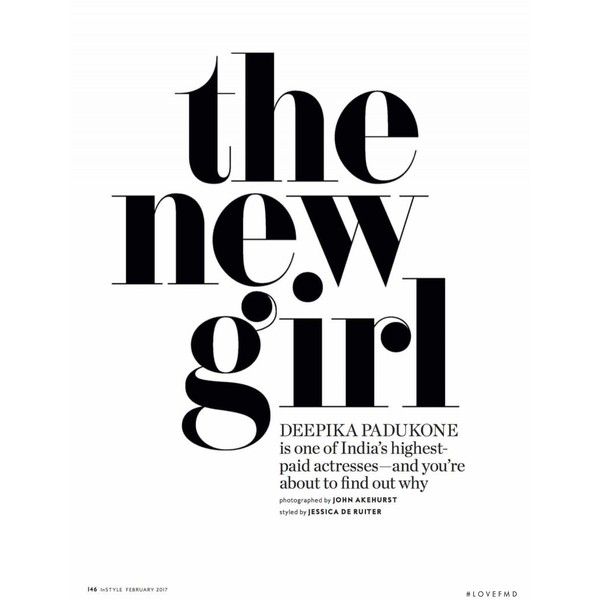 the
new
girl
DEEPIKA PADUKONE
is one of India's highest-
paid actresses—and you're
about to find out why
photographed by JOHN AKEHURST
styled by JESSICA DE RUITER
146 InSTYLE FEBRUARY 2017
#LOVEFMD